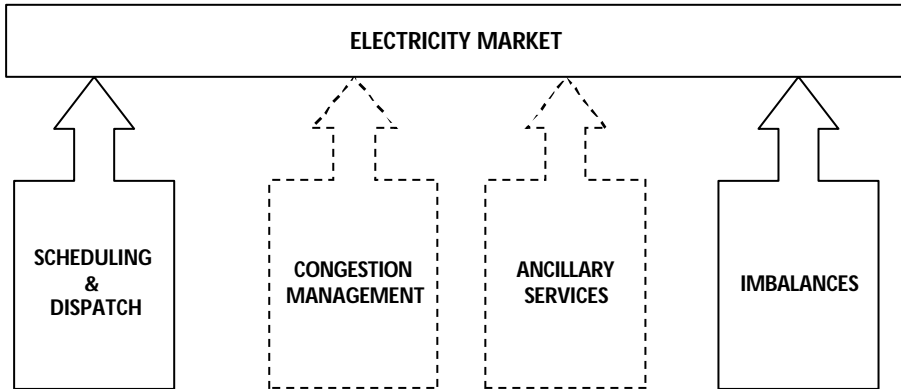 ELECTRICITY MARKET
SCHEDULING
&
DISPATCH
CONGESTION
MANAGEMENT
ANCILLARY
SERVICES
IMBALANCES